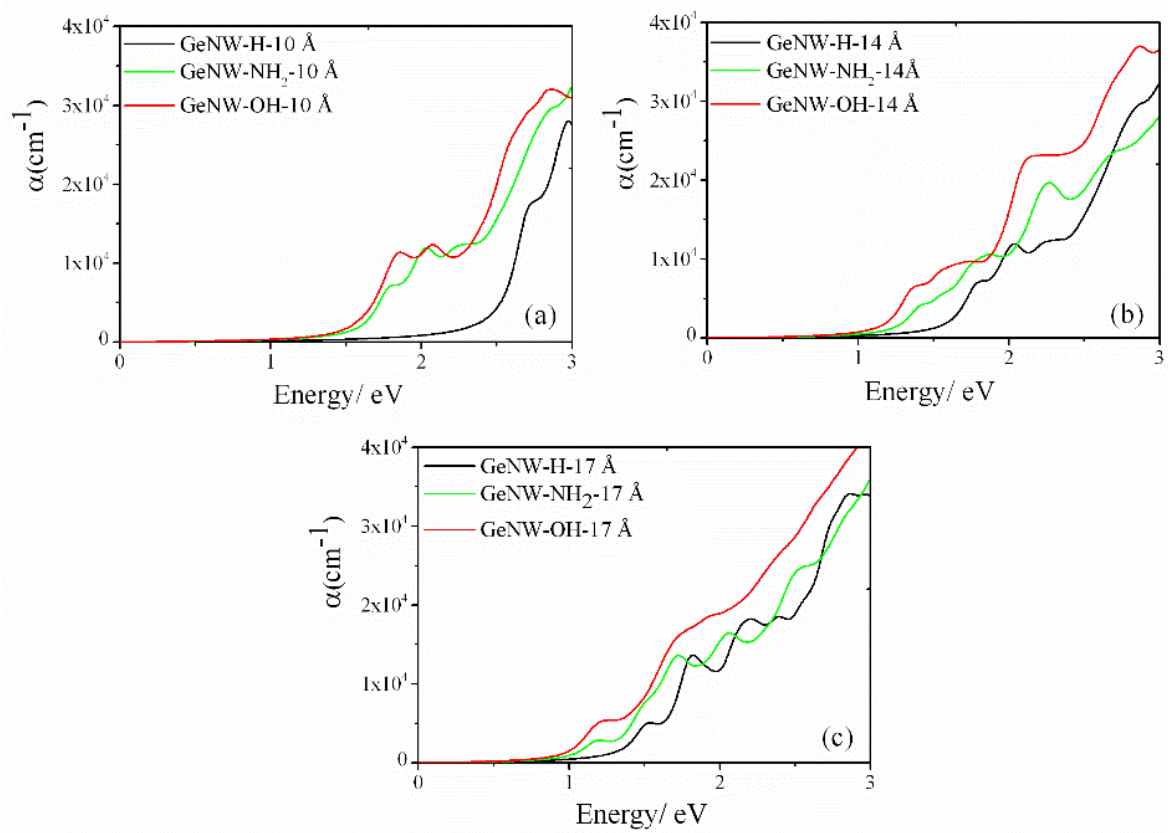 4x10⁴
3x10⁴
2x10⁴
1x10⁴
0
α(cm⁻¹)
GeNW-H-10 Å
GeNW-NH₂-10 Å
GeNW-OH-10 Å
(a)
0 1 2 3
Energy/ eV
4x10⁴
3x10⁴
2x10⁴
1x10⁴
0
α(cm⁻¹)
GeNW-H-14 Å
GeNW-NH₂-14Å
GeNW-OH-14 Å
(b)
0 1 2 3
Energy/ eV
4x10⁴
3x10⁴
2x10⁴
1x10⁴
0
α(cm⁻¹)
GeNW-H-17 Å
GeNW-NH₂-17 Å
GeNW-OH-17 Å
(c)
0 1 2 3
Energy/ eV